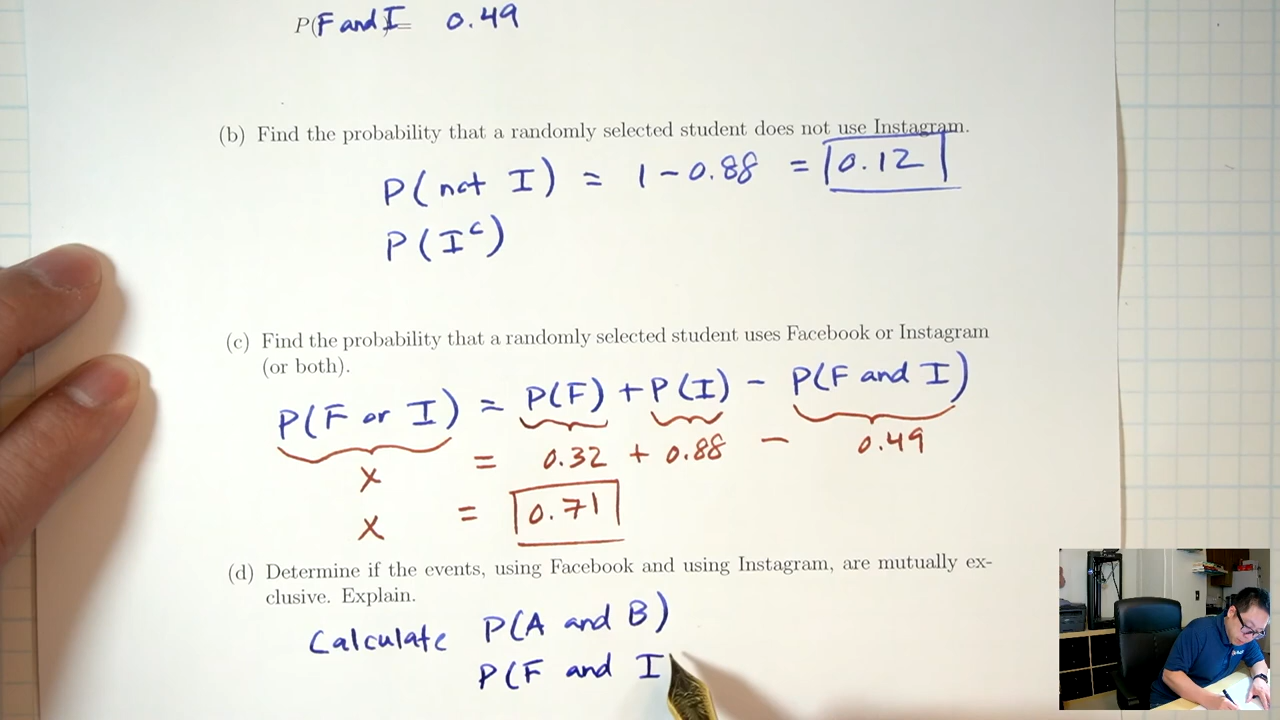 P(F and I)= 0.49
(b) Find the probability that a randomly selected student does not use Instagram.
P(not I) = 1 - 0.88 = 0.12
P(Iᶜ)
(c) Find the probability that a randomly selected student uses Facebook or Instagram
(or both).
P(F or I) = P(F) + P(I) - P(F and I)
x = 0.32 + 0.88 - 0.49
x = 0.71
(d) Determine if the events, using Facebook and using Instagram, are mutually ex-
clusive. Explain.
Calculate P(A and B)
P(F and I